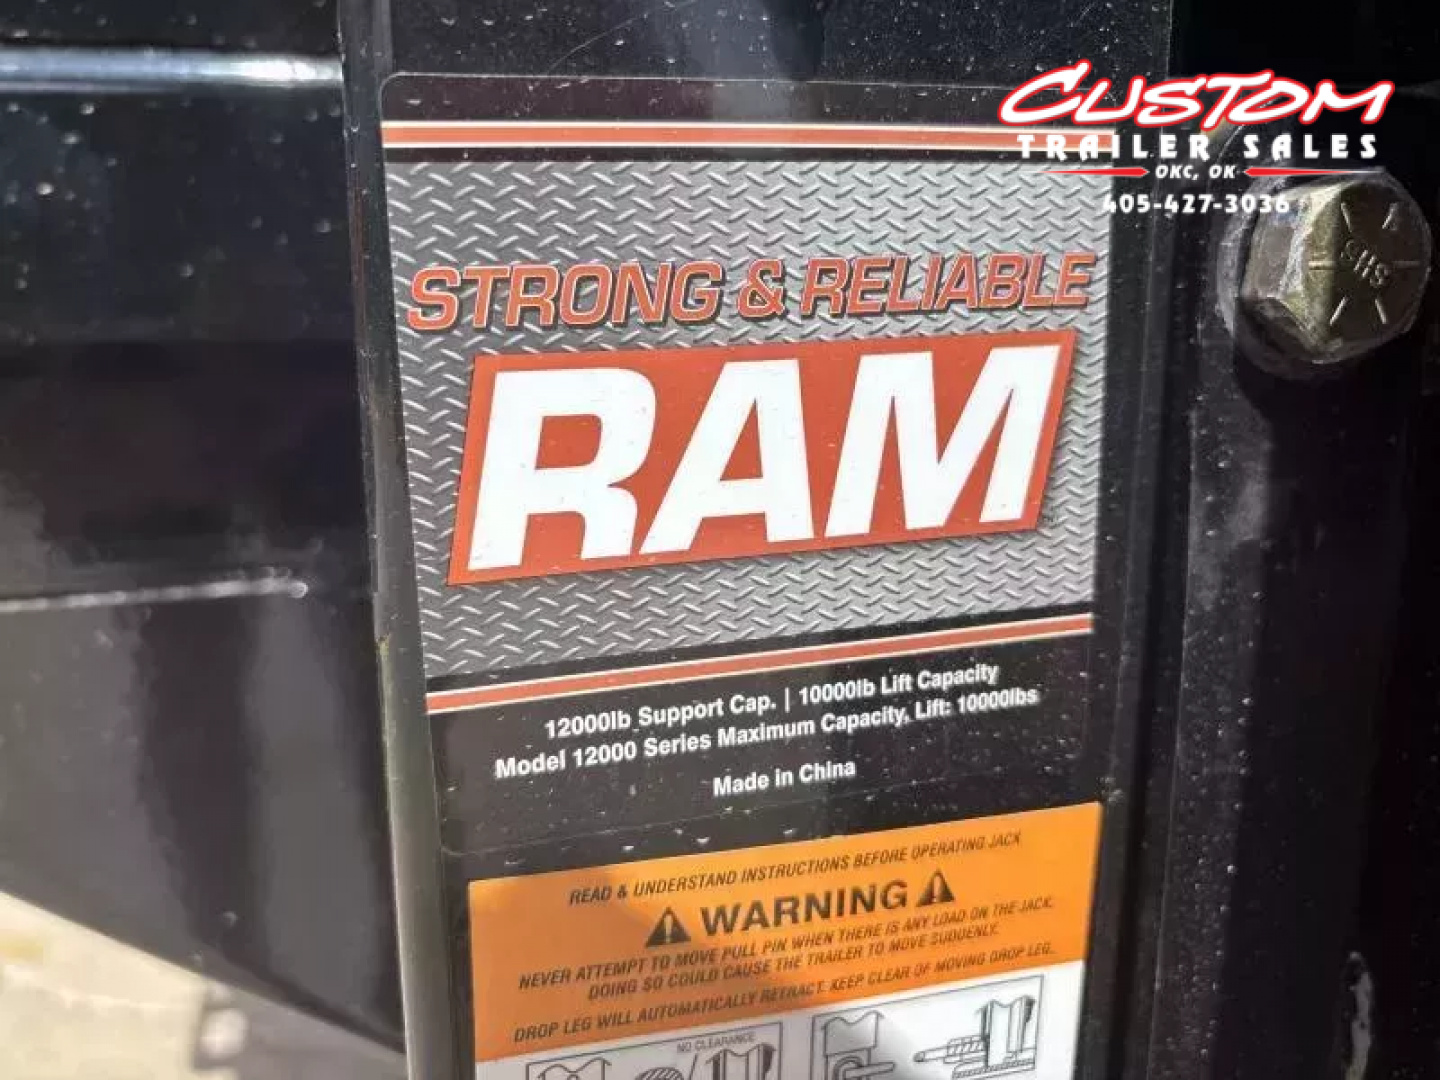 CUSTOM
TRAILER SALES
OKC, OK
405-427-3036
SHG
STRONG & RELIABLE
RAM
12000lb Support Cap. | 10000lb Lift Capacity
Model 12000 Series Maximum Capacity, Lift: 10000lbs
Made in China
READ & UNDERSTAND INSTRUCTIONS BEFORE OPERATING JACK
WARNING
NEVER ATTEMPT TO MOVE PULL PIN WHEN THERE IS ANY LOAD ON THE JACK.
DOING SO COULD CAUSE THE TRAILER TO MOVE SUDDENLY.
DROP LEG WILL AUTOMATICALLY RETRACT. KEEP CLEAR OF MOVING DROP LEG.
NO CLEARANCE